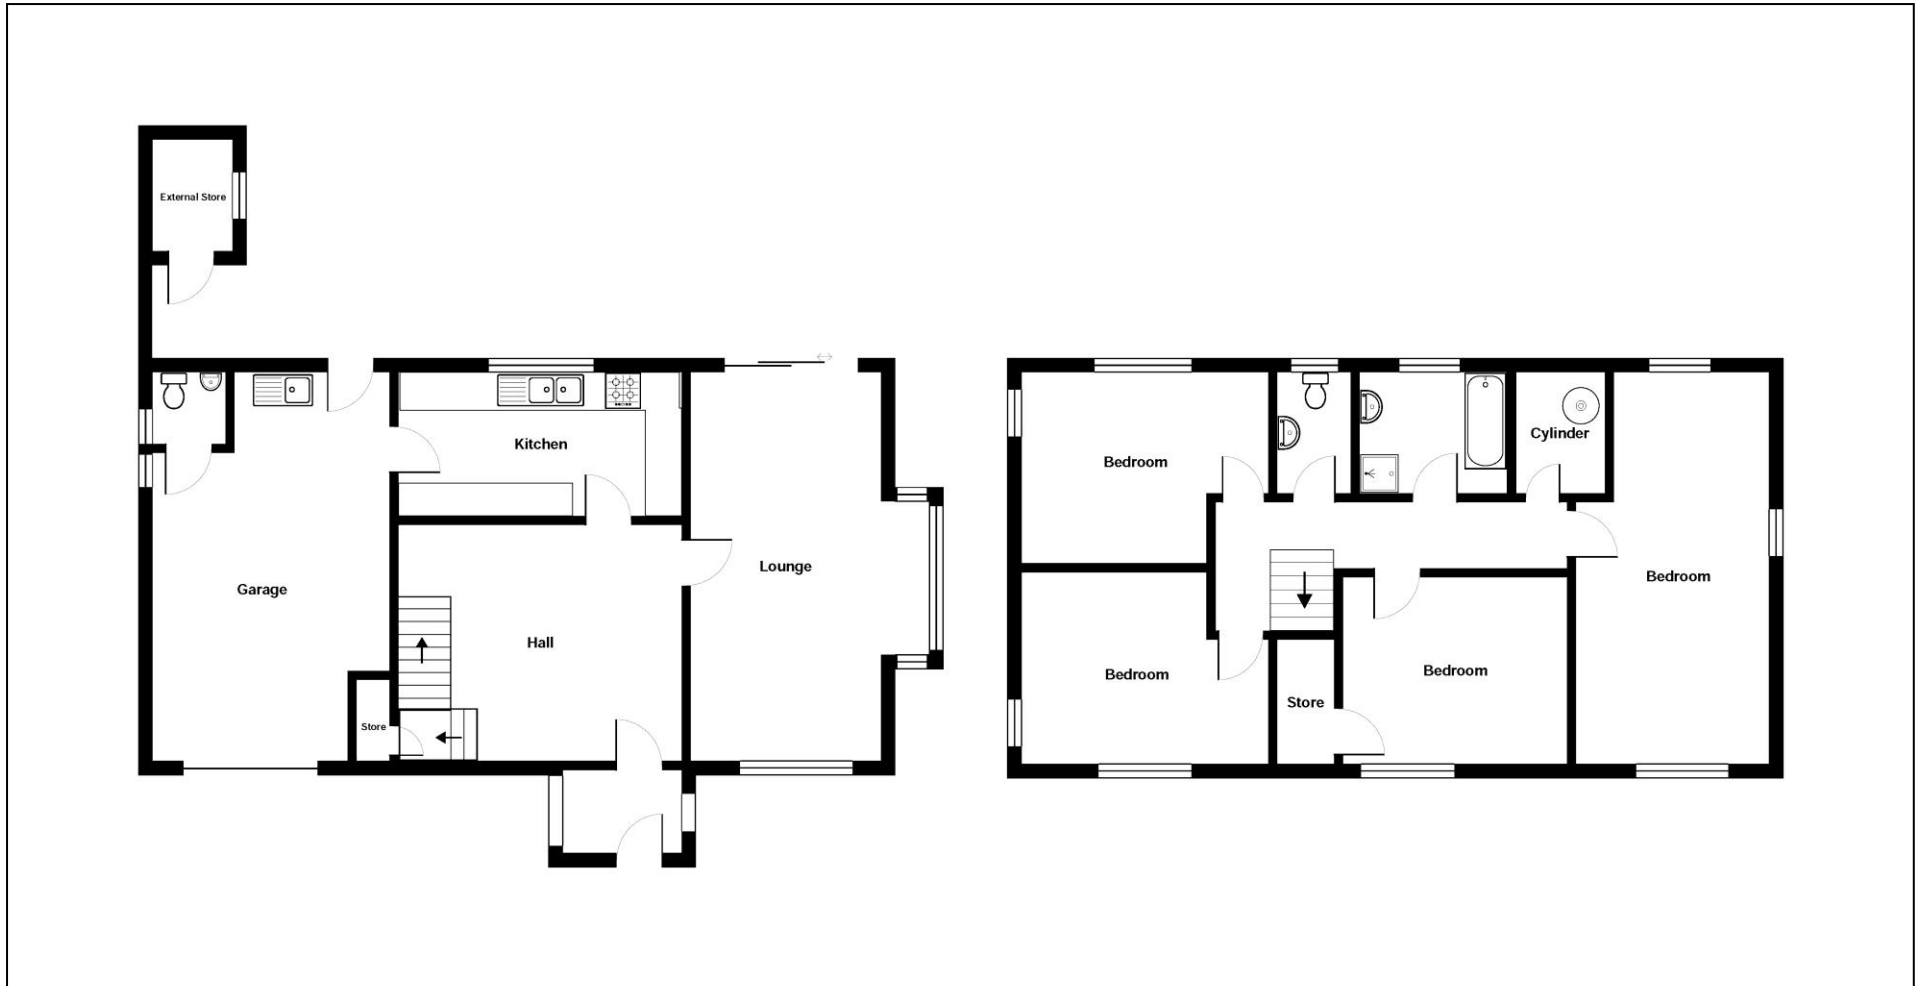 External Store
Kitchen
Garage
Hall
Store
Lounge
Bedroom
Cylinder
Bedroom
Bedroom
Store
Bedroom